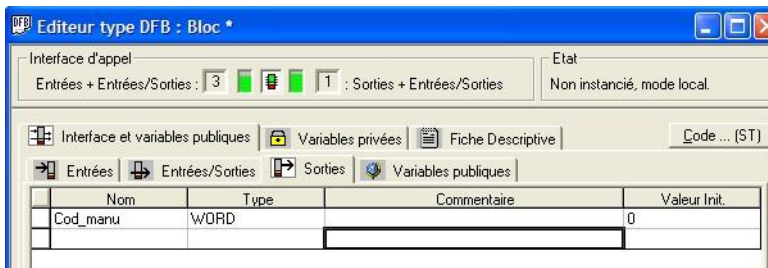 DFB Editeur type DFB : Bloc *
Interface d'appel
Entrées + Entrées/Sorties : 3 1 : Sorties + Entrées/Sorties
Etat
Non instancié, mode local.
Interface et variables publiques Variables privées Fiche Descriptive Code ... (ST)
Entrées Entrées/Sorties Sorties Variables publiques
Nom Type Commentaire Valeur Init.
Cod_manu WORD 0